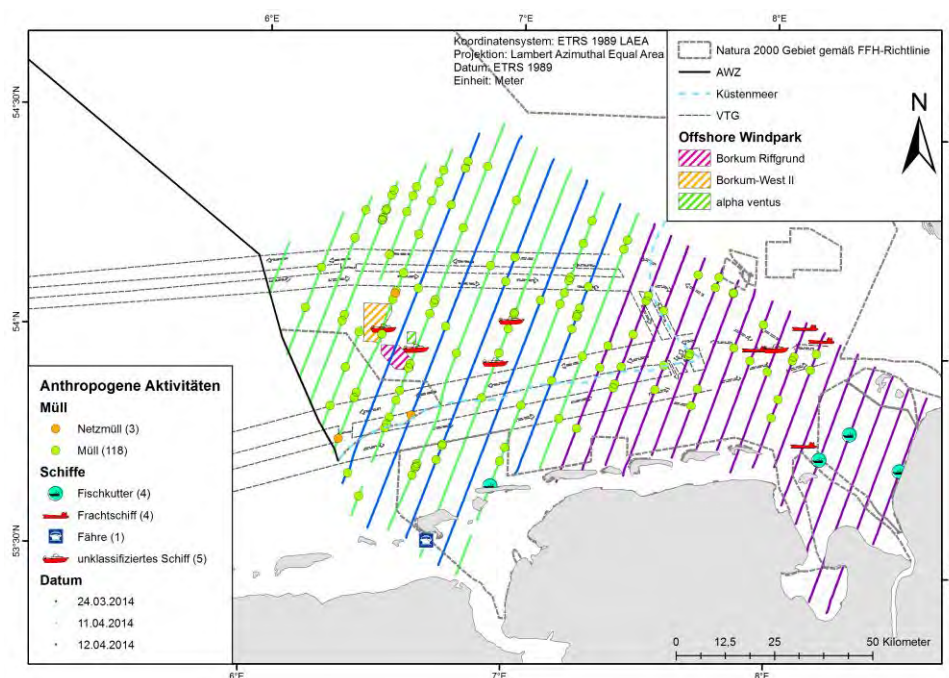 6°E
7°E
8°E
Koordinatensystem: ETRS 1989 LAEA
Projektion: Lambert Azimuthal Equal Area
Datum: ETRS 1989
Einheit: Meter
Natura 2000 Gebiet gemäß FFH-Richtlinie
AWZ
Küstenmeer
VTG
Offshore Windpark
Borkum Riffgrund
Borkum-West II
alpha ventus
N
54°30'N
54°N
53°30'N
Anthropogene Aktivitäten
Müll
Netzmüll (3)
Müll (118)
Schiffe
Fischkutter (4)
Frachtschiff (4)
Fähre (1)
unklassifiziertes Schiff (5)
Datum
24.03.2014
11.04.2014
12.04.2014
0 12,5 25 50 Kilometer
6°E
7°E
8°E